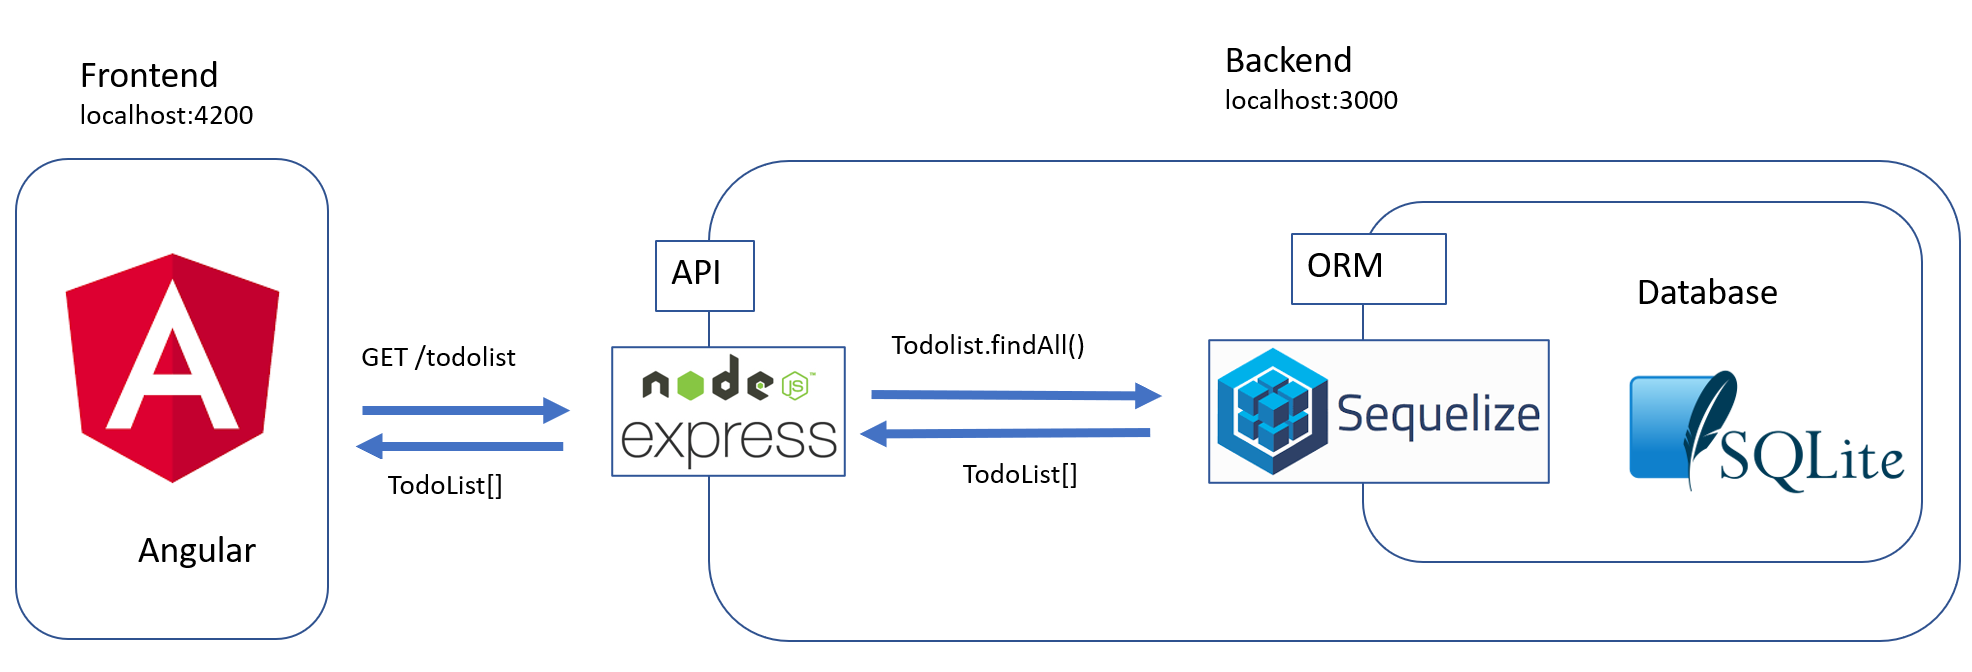 Frontend
localhost:4200
Backend
localhost:3000
API
ORM
Database
GET /todolist
TodoList[]
Angular
node
JS
™
express
Todolist.findAll()
TodoList[]
Sequelize
SQLite